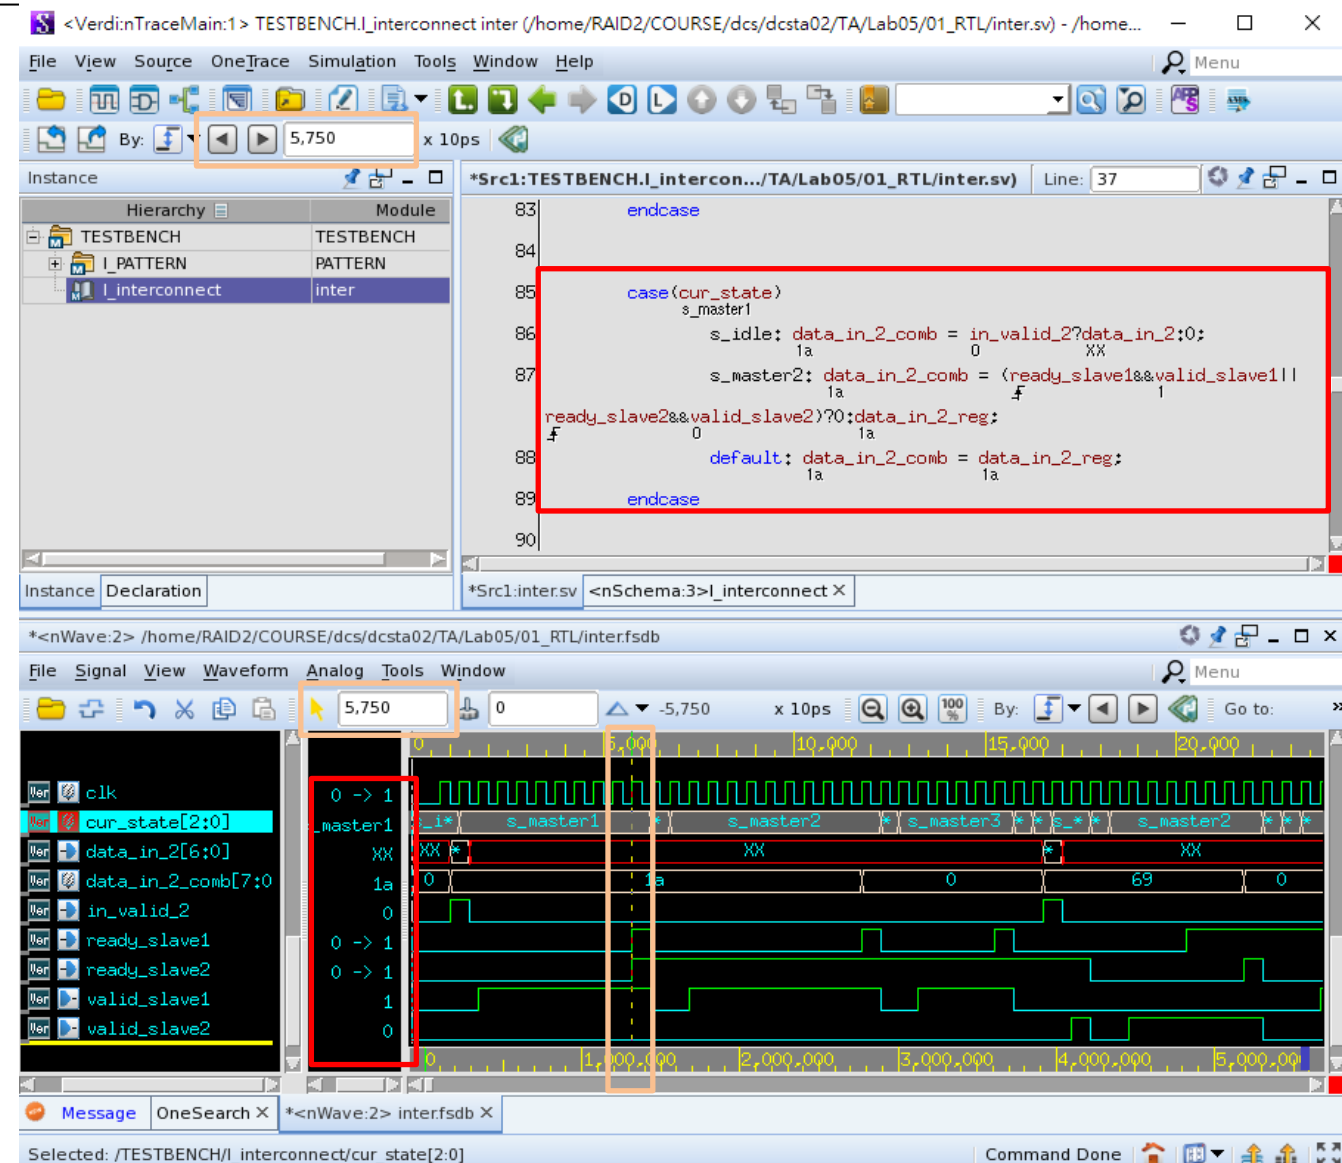 <Verdi:nTraceMain:1> TESTBENCH.I_interconnect inter (/home/RAID2/COURSE/dcs/dcsta02/TA/Lab05/01_RTL/inter.sv) - /home...
File View Source OneTrace Simulation Tools Window Help
Menu
By: 5,750 x 10ps
Instance
*Src1:TESTBENCH.I_intercon.../TA/Lab05/01_RTL/inter.sv) Line: 37
Hierarchy Module
TESTBENCH TESTBENCH
I_PATTERN PATTERN
I_interconnect inter
83 endcase
84
85 case(cur_state)
s_master1
86 s_idle: data_in_2_comb = in_valid_2?data_in_2:0;
1a 0 XX
87 s_master2: data_in_2_comb = (ready_slave1&&valid_slave1||
1a 1
ready_slave2&&valid_slave2)?0:data_in_2_reg;
0 1a
88 default: data_in_2_comb = data_in_2_reg;
1a 1a
89 endcase
90
Instance Declaration
*Src1:inter.sv <nSchema:3>I_interconnect
*<nWave:2> /home/RAID2/COURSE/dcs/dcsta02/TA/Lab05/01_RTL/inter.fsdb
File Signal View Waveform Analog Tools Window
Menu
5,750 0 -5,750 x 10ps 100% By: Go to: »
0 5,000 10,000 15,000 20,000
clk 0 -> 1
cur_state[2:0] _master1 s_i* s_master1 * s_master2 * s_master3 * * s_* * s_master2 * * *
data_in_2[6:0] XX XX * XX * XX
data_in_2_comb[7:0 1a 0 1a 0 69 0
in_valid_2 0
ready_slave1 0 -> 1
ready_slave2 0 -> 1
valid_slave1 1
valid_slave2 0
0 1,000,000 2,000,000 3,000,000 4,000,000 5,000,00
Message OneSearch *<nWave:2> inter.fsdb
Selected: /TESTBENCH/I_interconnect/cur_state[2:0]
Command Done